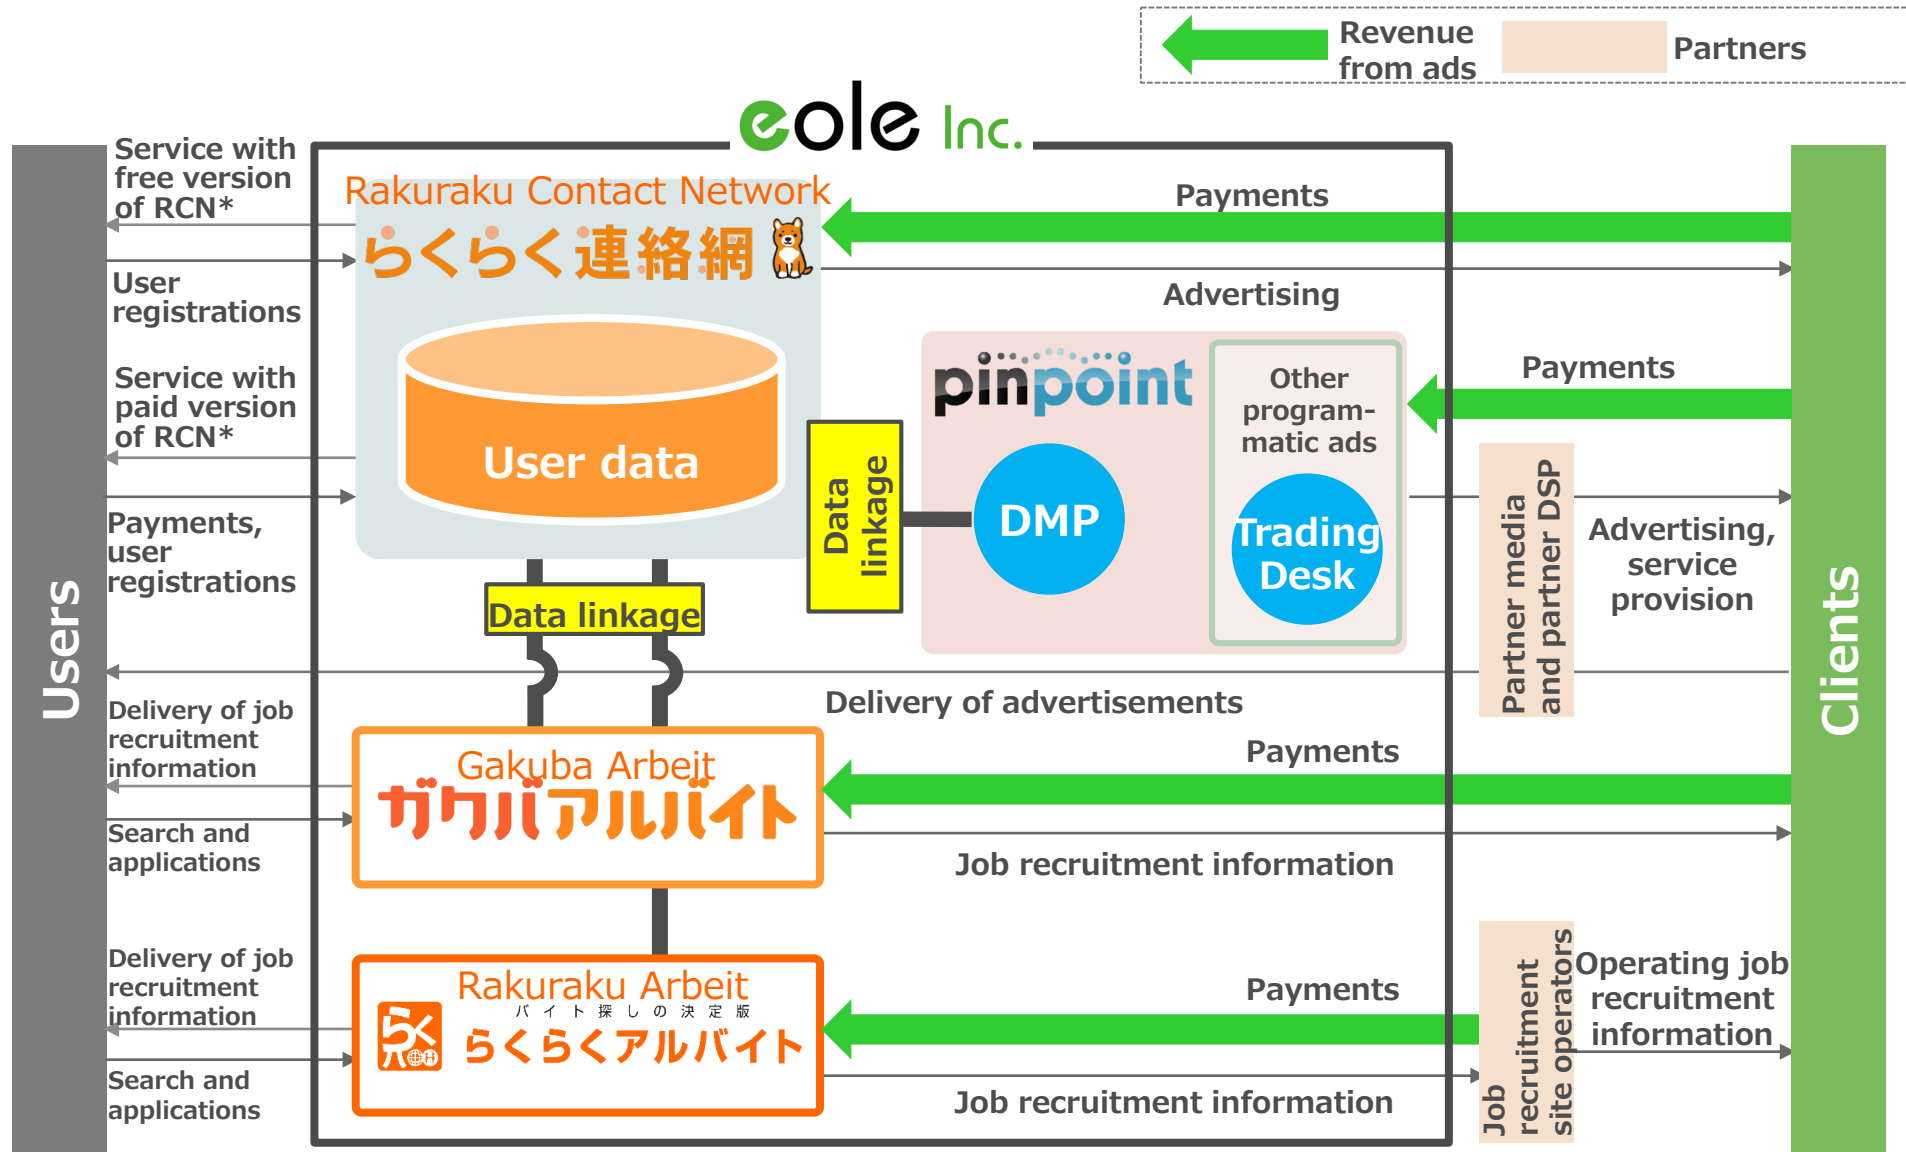 Revenue
from ads
Partners
eole Inc.
Users
Service with
free version
of RCN*
User
registrations
Service with
paid version
of RCN*
Payments,
user
registrations
Delivery of job
recruitment
information
Search and
applications
Delivery of job
recruitment
information
Search and
applications
Rakuraku Contact Network
らくらく連絡網
User data
Data linkage
Data
linkage
pinpoint
DMP
Other
program-
matic ads
Trading
Desk
Payments
Advertising
Payments
Partner media
and partner DSP
Advertising,
service
provision
Delivery of advertisements
Gakuba Arbeit
ガクバアルバイト
Payments
Job recruitment information
Rakuraku Arbeit
バイト探しの決定版
らくらくアルバイト
Payments
Job recruitment information
Job
recruitment
site operators
Operating job
recruitment
information
Clients